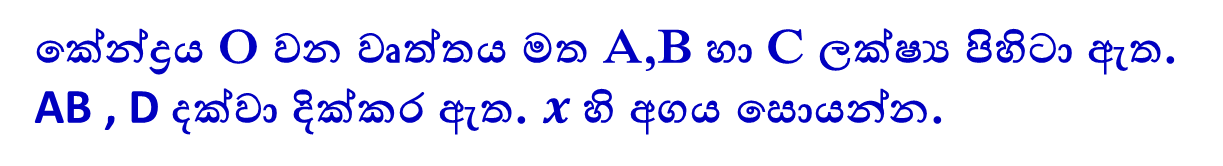 කේන්ද්‍රය O වන වෘත්තය මත A,B හා C ලක්ෂ්‍ය පිහිටා ඇත.
AB , D දක්වා දික්කර ඇත. x හි අගය සොයන්න.